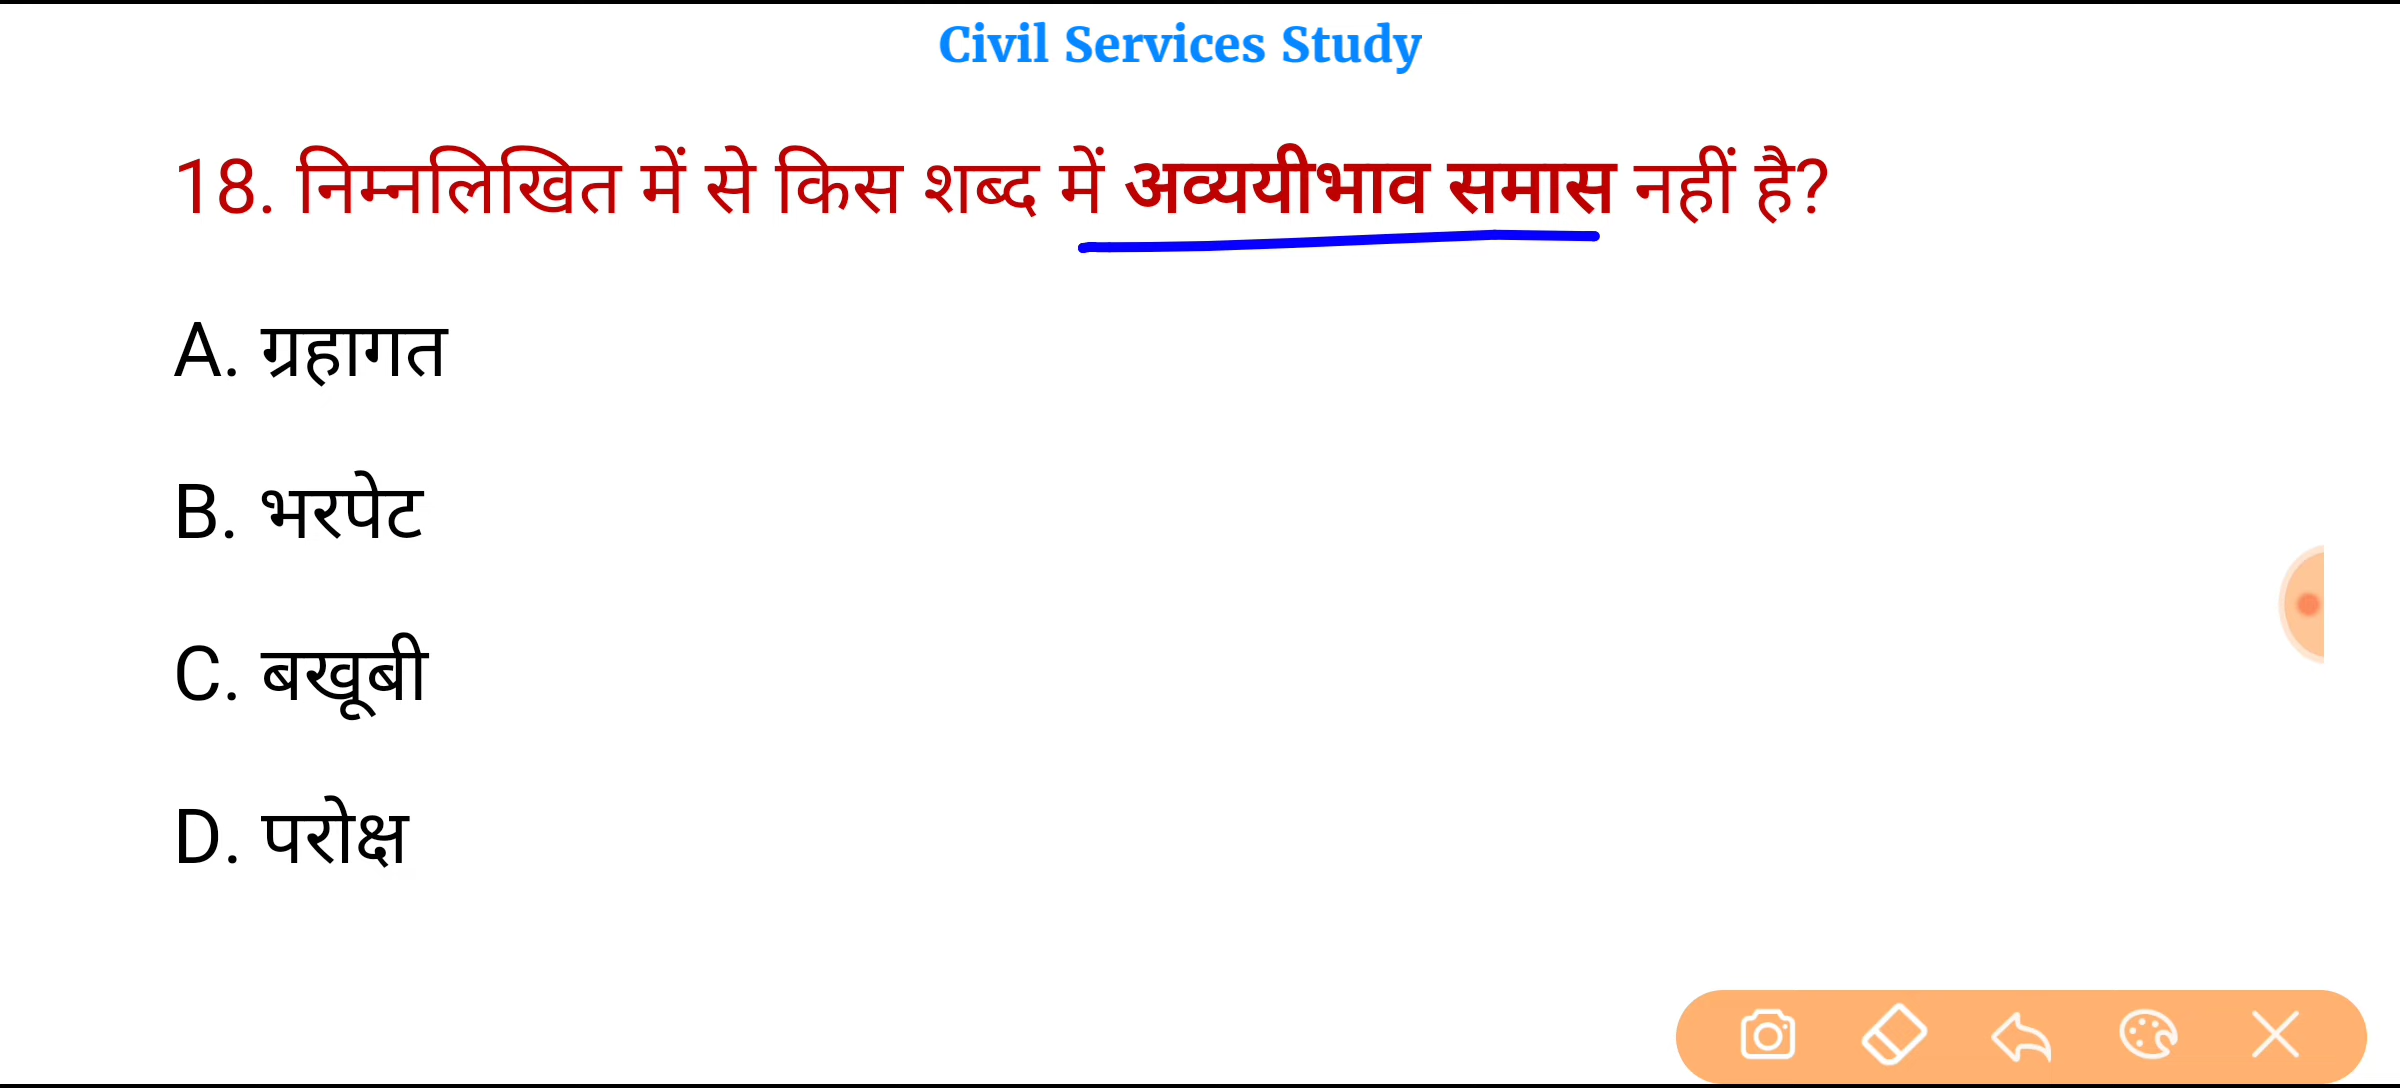 Civil Services Study
18. निम्नलिखित में से किस शब्द में अव्ययीभाव समास नहीं है?
A. ग्रहागत
B. भरपेट
C. बखूबी
D. परोक्ष